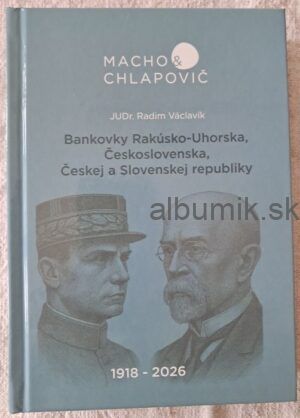 MACHO &
CHLAPOVIČ
JUDr. Radim Václavík
Bankovky Rakúsko-Uhorska,
Československa,
Českej a Slovenskej republiky
albumik.sk
1918 - 2026